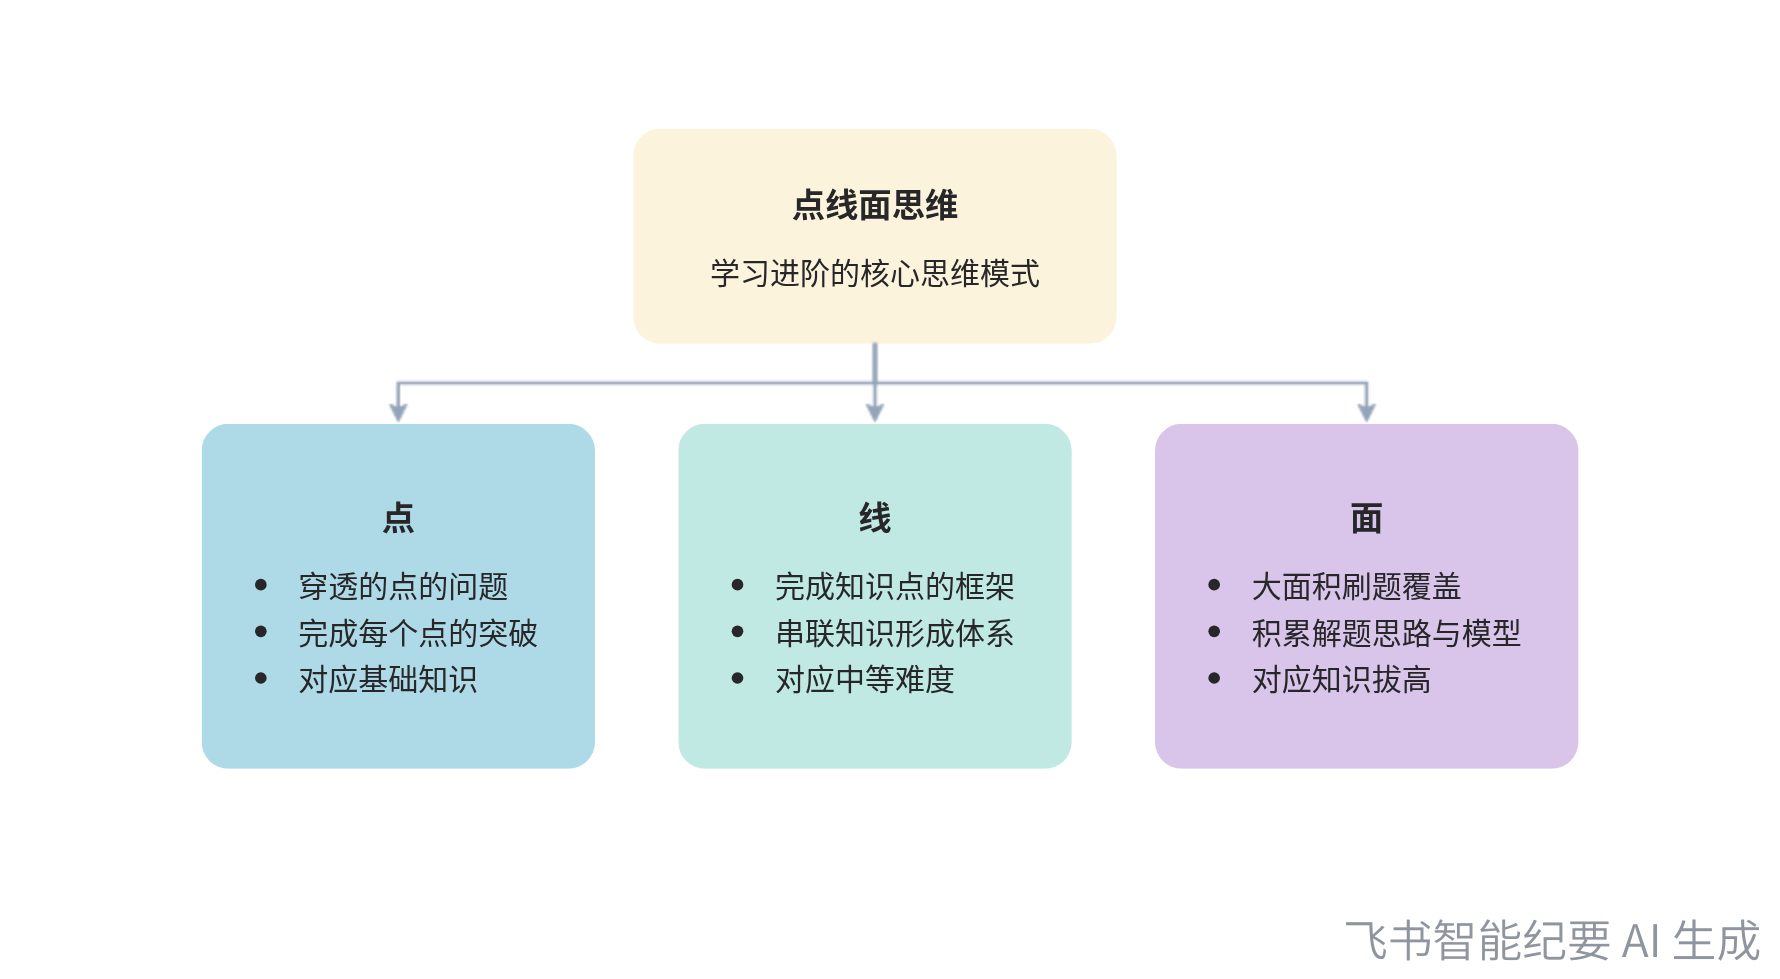 点线面思维
学习进阶的核心思维模式
点
• 穿透的点的问题
• 完成每个点的突破
• 对应基础知识
线
• 完成知识点的框架
• 串联知识形成体系
• 对应中等难度
面
• 大面积刷题覆盖
• 积累解题思路与模型
• 对应知识拔高
飞书智能纪要 AI 生成